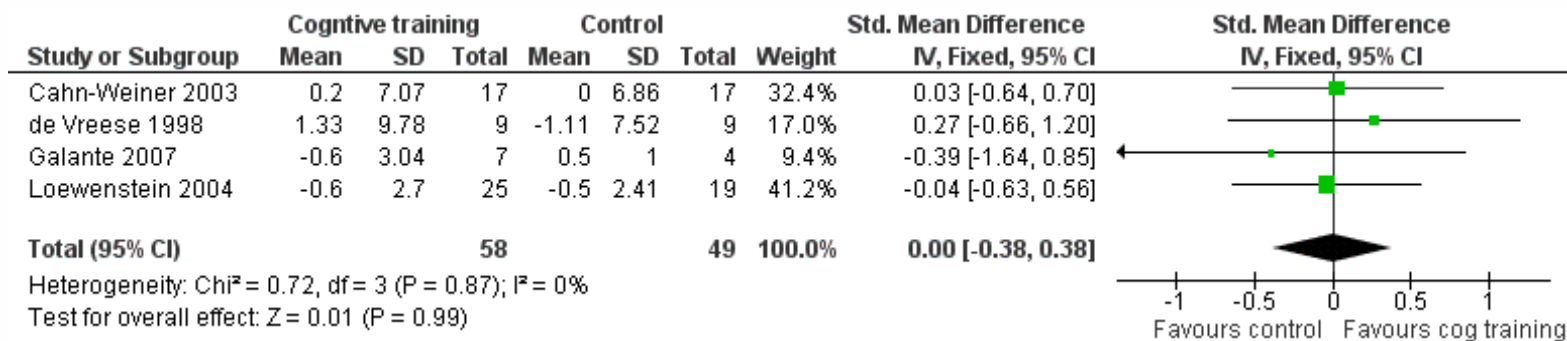 Cogntive training Control Std. Mean Difference Std. Mean Difference
Study or Subgroup Mean SD Total Mean SD Total Weight IV, Fixed, 95% CI IV, Fixed, 95% CI
Cahn-Weiner 2003 0.2 7.07 17 0 6.86 17 32.4% 0.03 [-0.64, 0.70]
de Vreese 1998 1.33 9.78 9 -1.11 7.52 9 17.0% 0.27 [-0.66, 1.20]
Galante 2007 -0.6 3.04 7 0.5 1 4 9.4% -0.39 [-1.64, 0.85]
Loewenstein 2004 -0.6 2.7 25 -0.5 2.41 19 41.2% -0.04 [-0.63, 0.56]
Total (95% CI) 58 49 100.0% 0.00 [-0.38, 0.38]
Heterogeneity: Chi² = 0.72, df = 3 (P = 0.87); I² = 0%
Test for overall effect: Z = 0.01 (P = 0.99)
-1 -0.5 0 0.5 1
Favours control Favours cog training